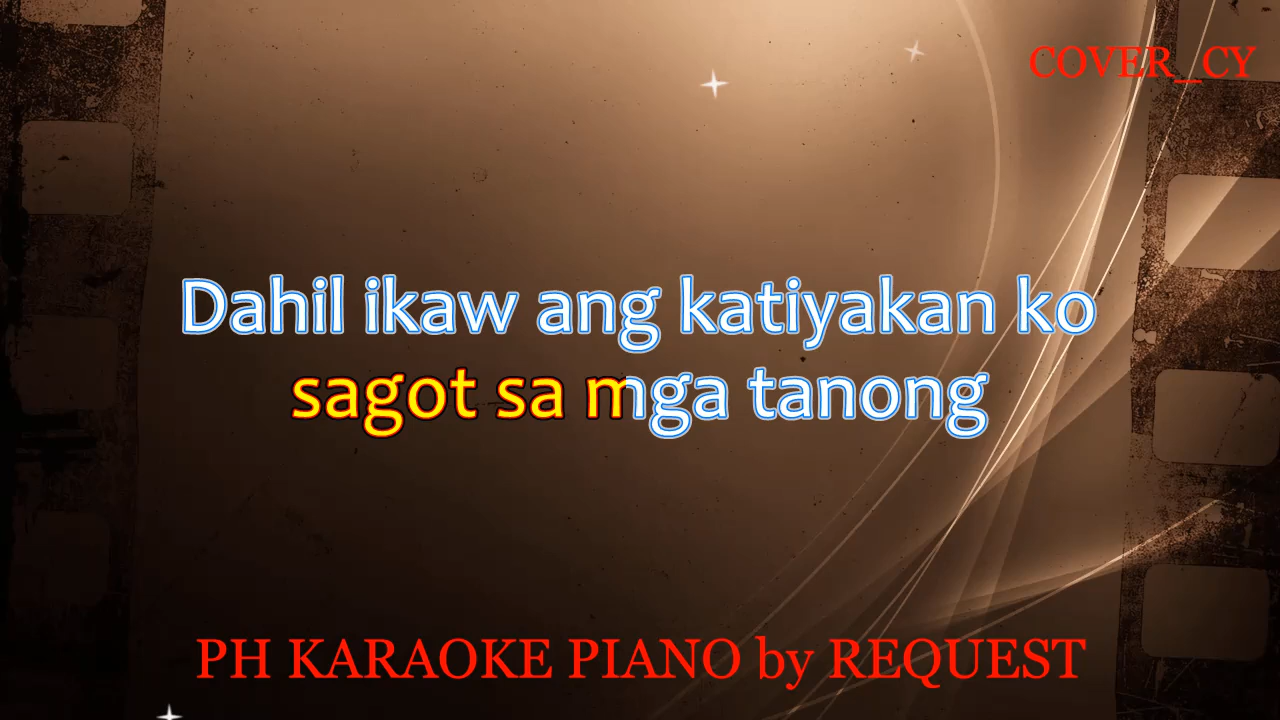 COVER_CY
Dahil ikaw ang katiyakan ko
sagot sa mga tanong
PH KARAOKE PIANO by REQUEST